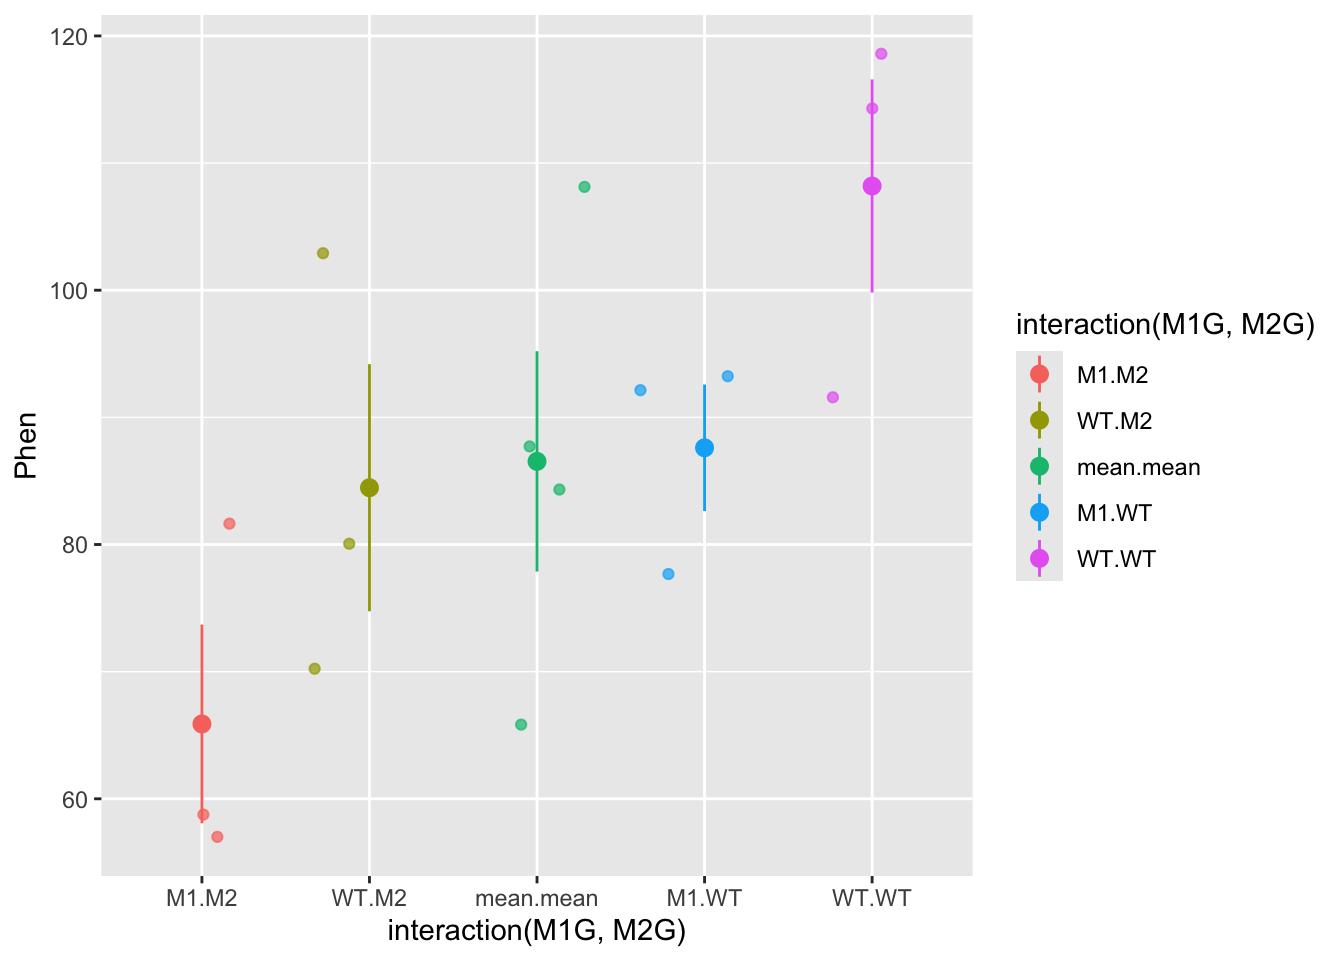 120
100
80
60
Phen
M1.M2
WT.M2
mean.mean
M1.WT
WT.WT
interaction(M1G, M2G)
interaction(M1G, M2G)
M1.M2
WT.M2
mean.mean
M1.WT
WT.WT